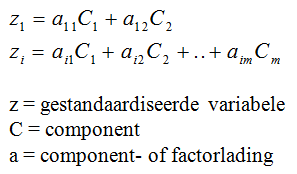 z₁ = a₁₁C₁ + a₁₂C₂
zᵢ = aᵢ₁C₁ + aᵢ₂C₂ + ..+ aᵢₘCₘ
z = gestandaardiseerde variabele
C = component
a = component- of factorlading